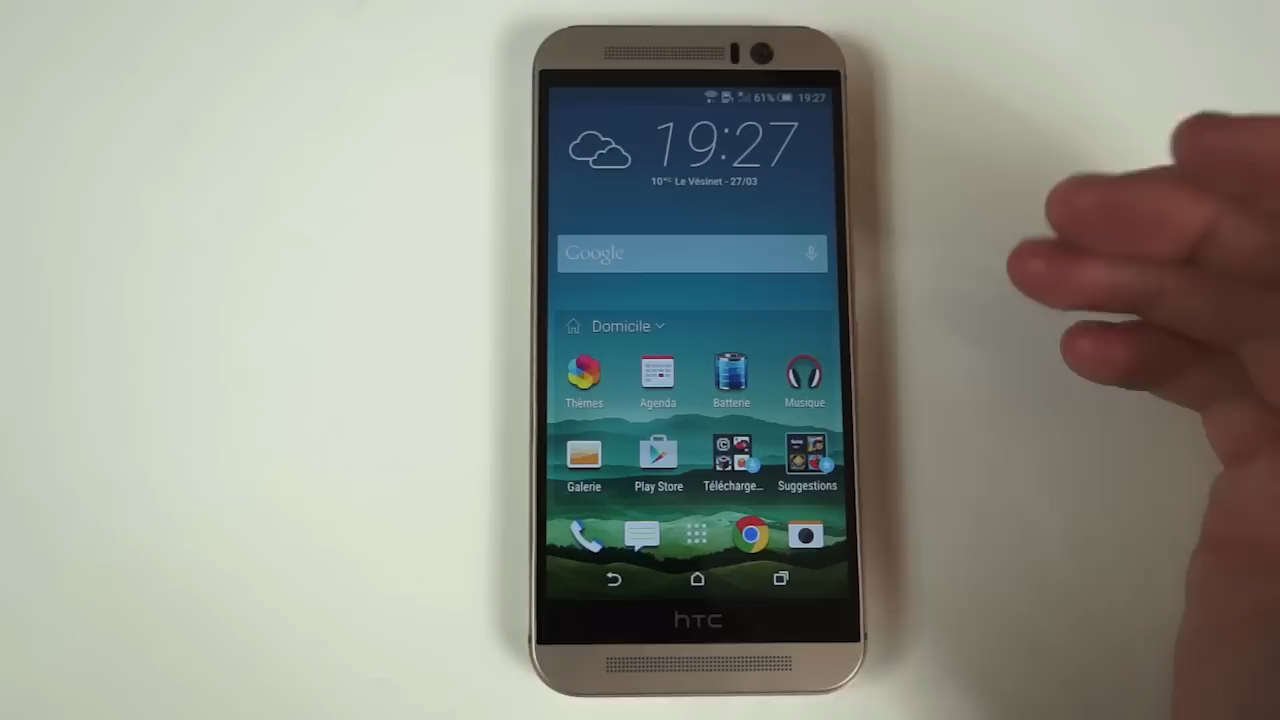 61% 19:27
19:27
10°C Le Vésinet - 27/03
Google
Domicile
Thèmes Agenda Batterie Musique
Galerie Play Store Télécharge... Suggestions
hTC